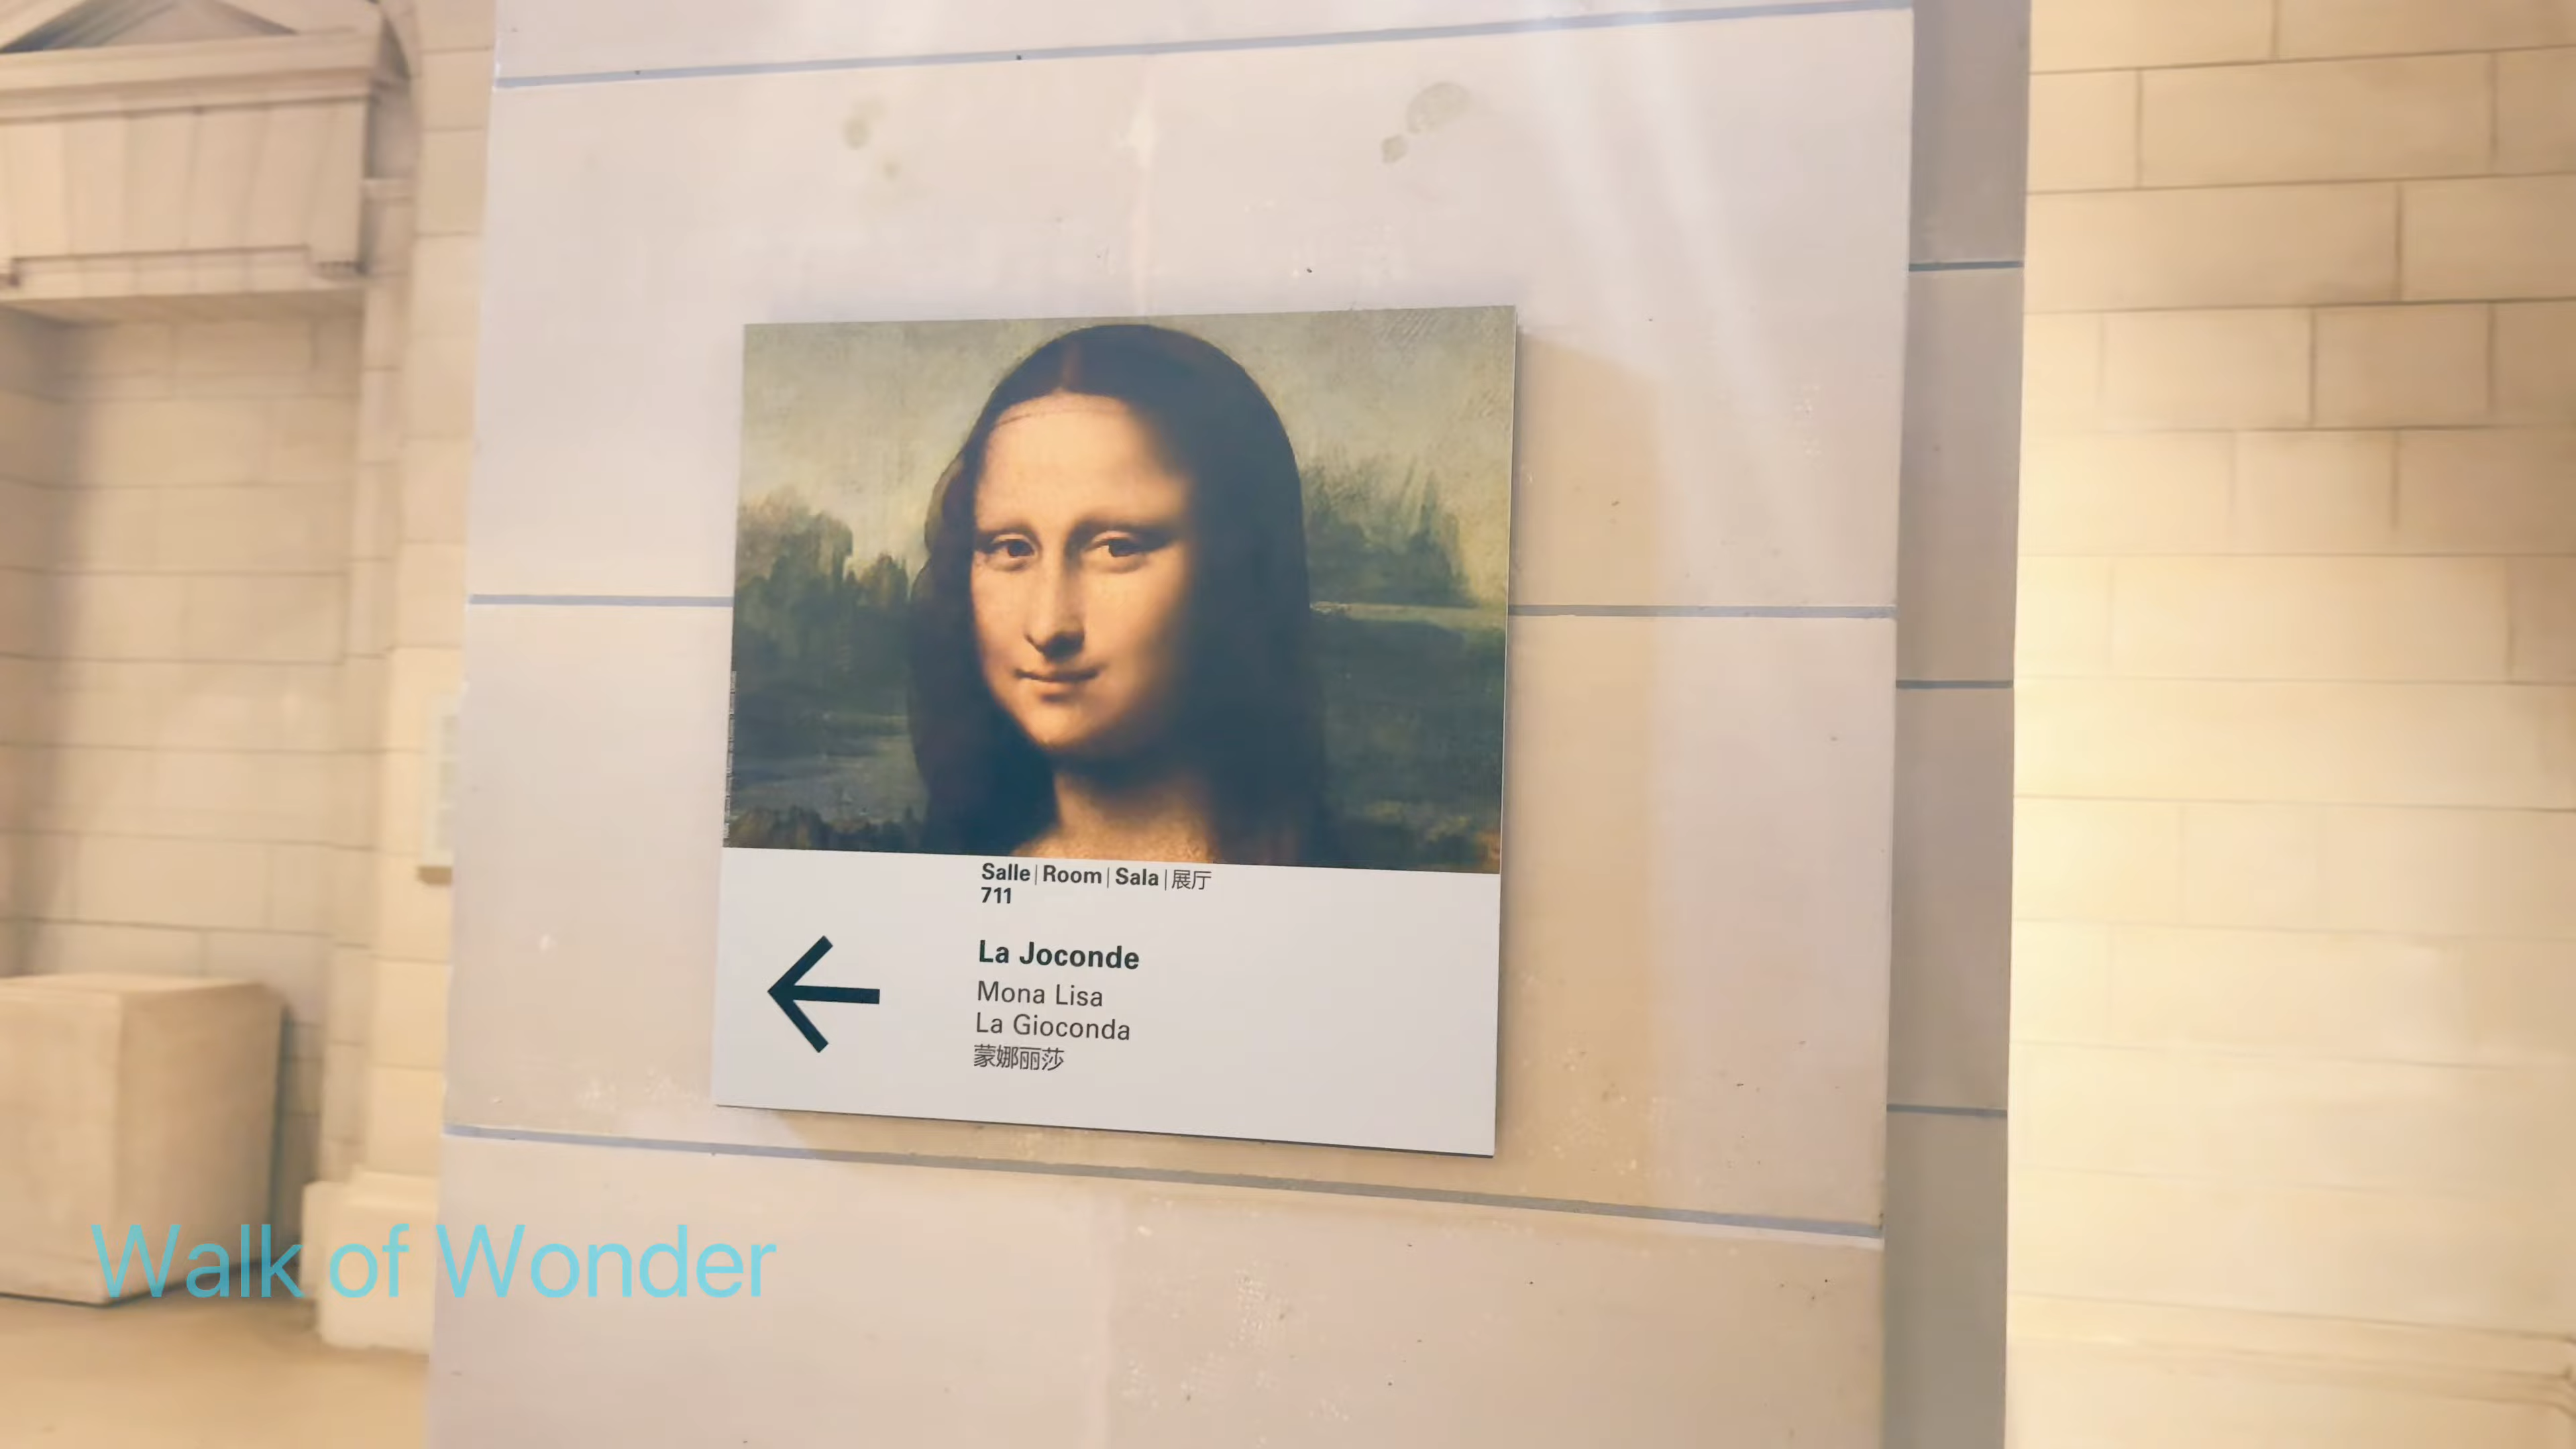 Salle | Room | Sala | 展厅
711
La Joconde
Mona Lisa
La Gioconda
蒙娜丽莎
Walk of Wonder